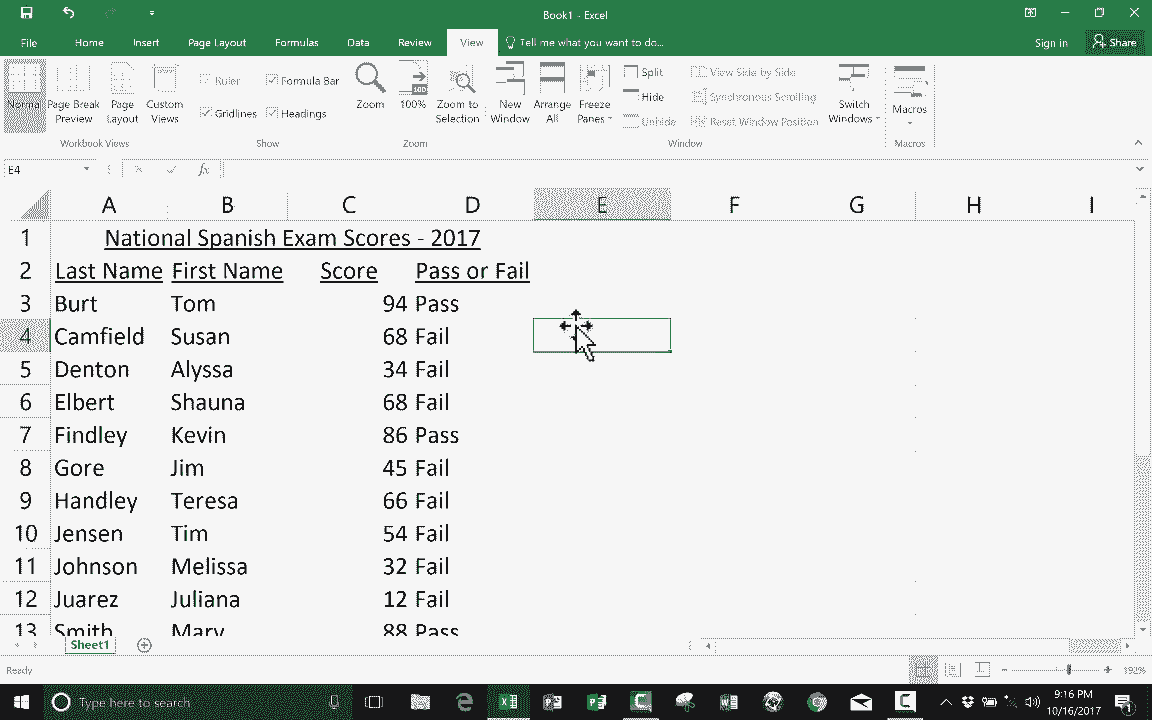 Book1 - Excel
File Home Insert Page Layout Formulas Data Review View Tell me what you want to do... Sign in Share
Normal Page Break Preview Page Layout Custom Views
Ruler Formula Bar
Gridlines Headings
Zoom 100% Zoom to Selection
New Window Arrange All Freeze Panes
Split
Hide
Unhide
View Side by Side
Synchronous Scrolling
Reset Window Position
Switch Windows
Macros
Workbook Views Show Zoom Window Macros
E4 fx
A B C D E F G H I
1 National Spanish Exam Scores - 2017
2 Last Name First Name Score Pass or Fail
3 Burt Tom 94 Pass
4 Camfield Susan 68 Fail
5 Denton Alyssa 34 Fail
6 Elbert Shauna 68 Fail
7 Findley Kevin 86 Pass
8 Gore Jim 45 Fail
9 Handley Teresa 66 Fail
10 Jensen Tim 54 Fail
11 Johnson Melissa 32 Fail
12 Juarez Juliana 12 Fail
13 Smith Mary 88 Pass
Sheet1
Ready 192%
Type here to search
9:16 PM
10/16/2017